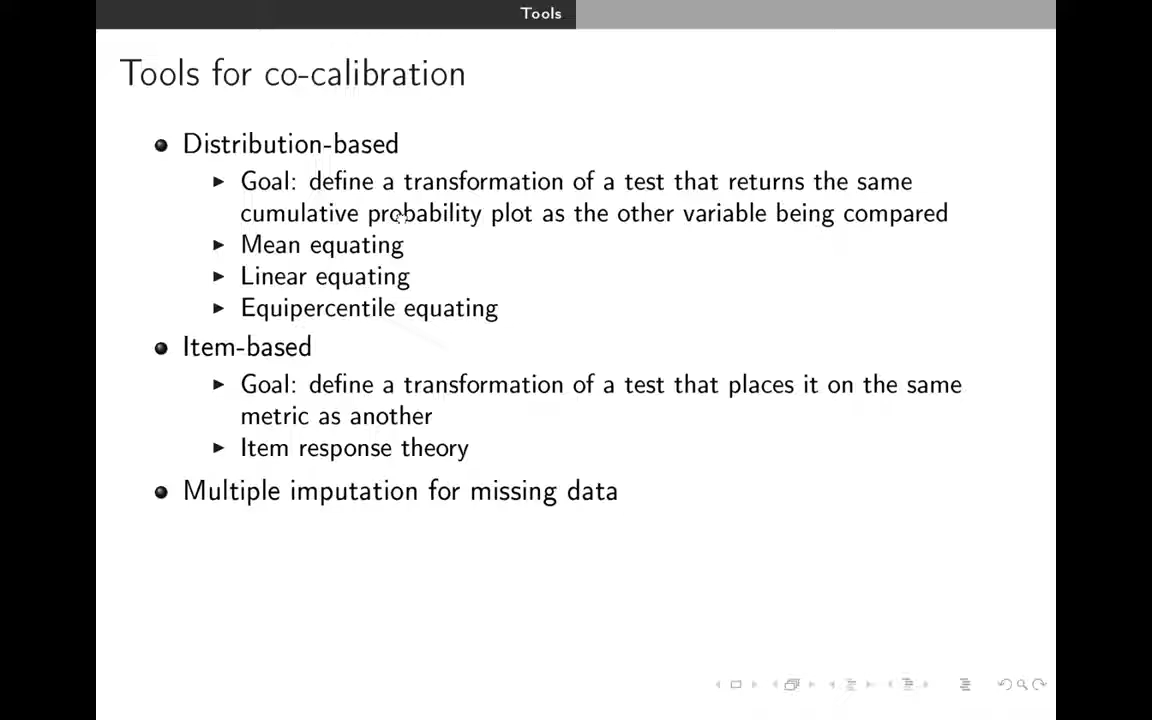 Tools
Tools for co-calibration
Distribution-based
Goal: define a transformation of a test that returns the same
cumulative probability plot as the other variable being compared
Mean equating
Linear equating
Equipercentile equating
Item-based
Goal: define a transformation of a test that places it on the same
metric as another
Item response theory
Multiple imputation for missing data